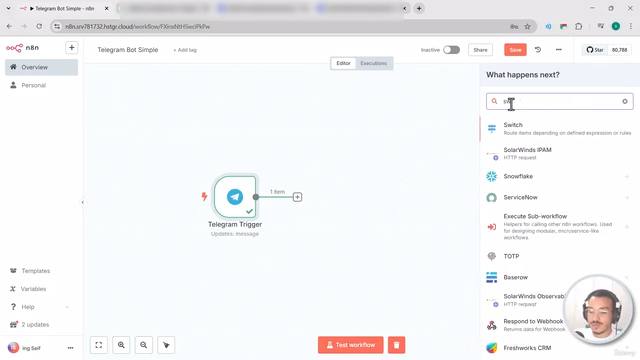 Telegram Bot Simple - n8n
n8n.srv781732.hstgr.cloud/workflow/FXinsNtHSwciPkPw
n8n
Telegram Bot Simple
+ Add tag
Inactive
Share
Save
Star
80,788
Overview
Personal
Editor
Executions
What happens next?
sw
Switch
Route items depending on defined expression or rules
SolarWinds IPAM
HTTP request
Snowflake
ServiceNow
Execute Sub-workflow
Helpers for calling other n8n workflows. Used for designing modular, microservice-like workflows.
TOTP
Baserow
SolarWinds Observab
HTTP request
Respond to Webhook
Returns data for Webhook
Freshworks CRM
1 item
Telegram Trigger
Updates: message
Templates
Variables
Help
2 updates
Ing Seif
Test workflow